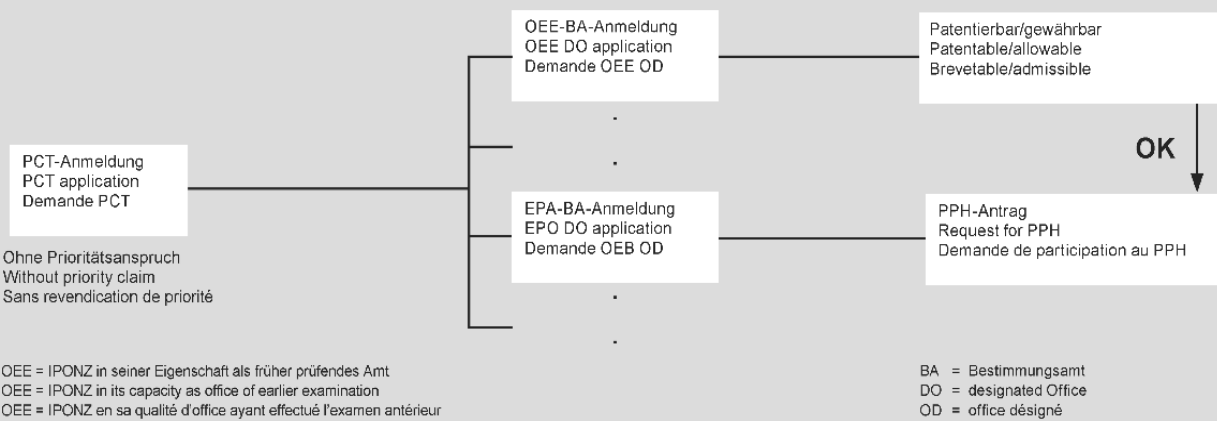 OEE-BA-Anmeldung
OEE DO application
Demande OEE OD
Patentierbar/gewährbar
Patentable/allowable
Brevetable/admissible
OK
PCT-Anmeldung
PCT application
Demande PCT
Ohne Prioritätsanspruch
Without priority claim
Sans revendication de priorité
EPA-BA-Anmeldung
EPO DO application
Demande OEB OD
PPH-Antrag
Request for PPH
Demande de participation au PPH
OEE = IPONZ in seiner Eigenschaft als früher prüfendes Amt
OEE = IPONZ in its capacity as office of earlier examination
OEE = IPONZ en sa qualité d'office ayant effectué l'examen antérieur
BA = Bestimmungsamt
DO = designated Office
OD = office désigné